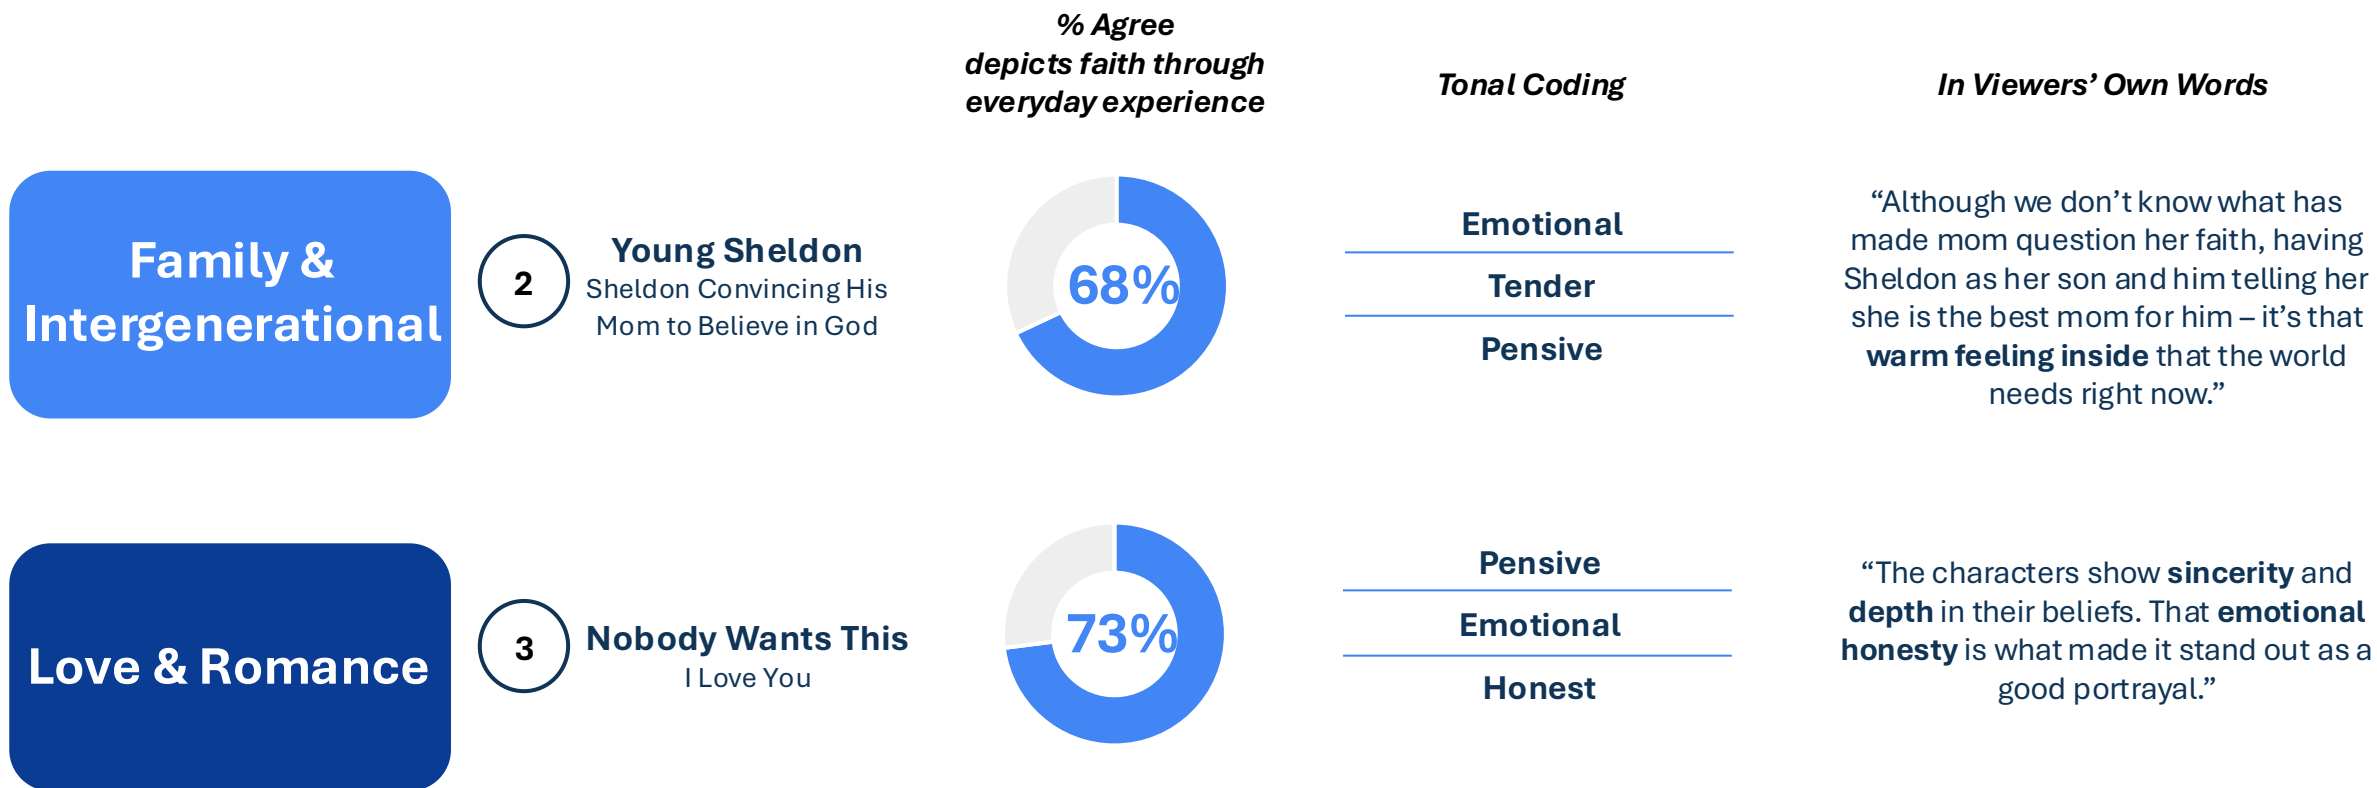 % Agree
depicts faith through
everyday experience
Tonal Coding
In Viewers’ Own Words
Family &
Intergenerational
2
Young Sheldon
Sheldon Convincing His
Mom to Believe in God
68%
Emotional
Tender
Pensive
“Although we don’t know what has
made mom question her faith, having
Sheldon as her son and him telling her
she is the best mom for him – it’s that
warm feeling inside that the world
needs right now.”
Love & Romance
3
Nobody Wants This
I Love You
73%
Pensive
Emotional
Honest
“The characters show sincerity and
depth in their beliefs. That emotional
honesty is what made it stand out as a
good portrayal.”